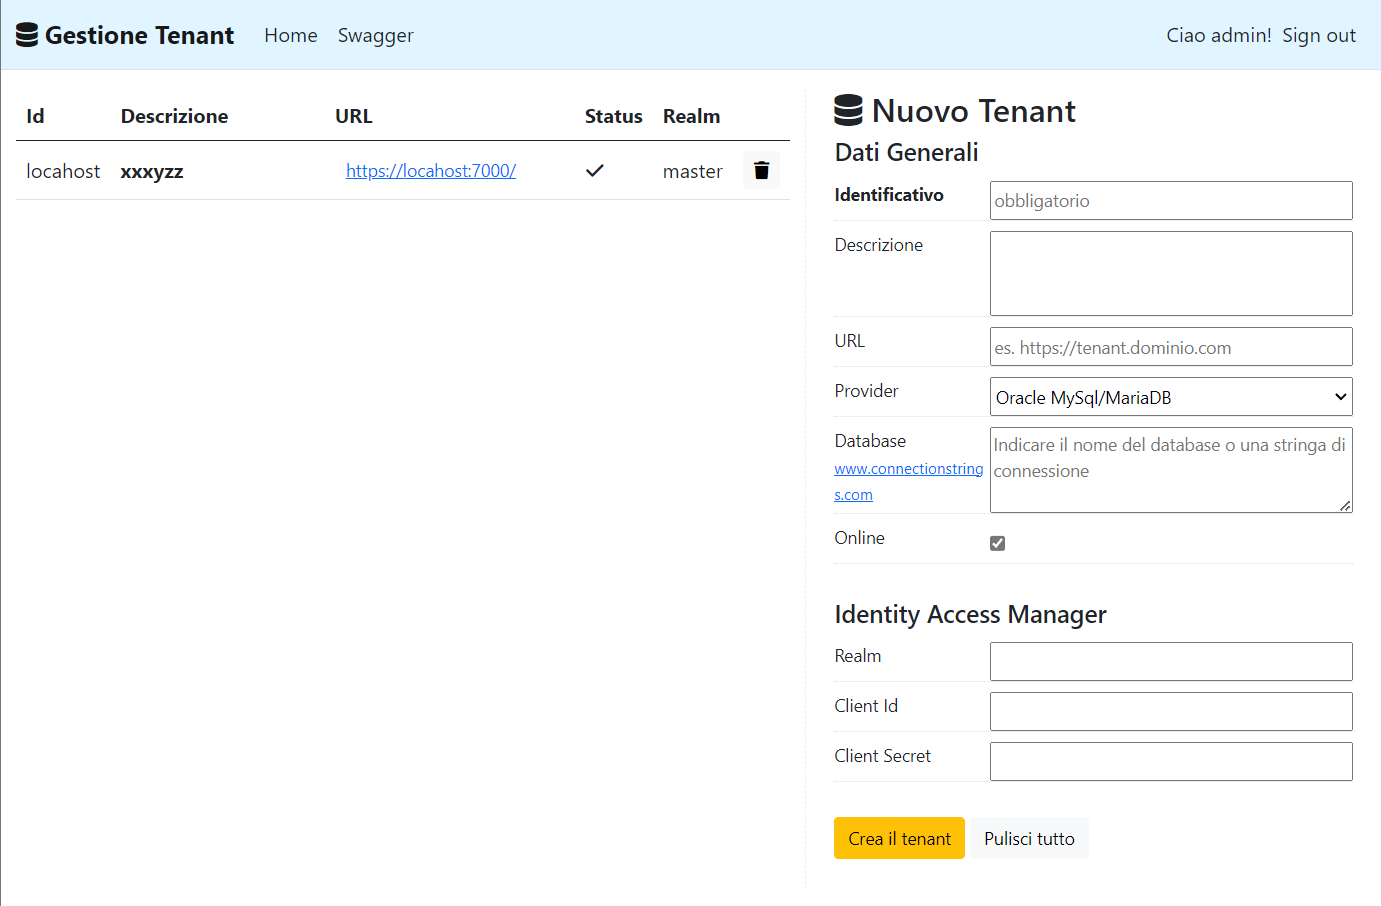 Gestione Tenant Home Swagger Ciao admin! Sign out
Id Descrizione URL Status Realm
locahost xxxyzz https://locahost:7000/ master
Nuovo Tenant
Dati Generali
Identificativo obbligatorio
Descrizione
URL es. https://tenant.dominio.com
Provider Oracle MySql/MariaDB
Database Indicare il nome del database o una stringa di
connessione
www.connectionstring
s.com
Online
Identity Access Manager
Realm
Client Id
Client Secret
Crea il tenant Pulisci tutto